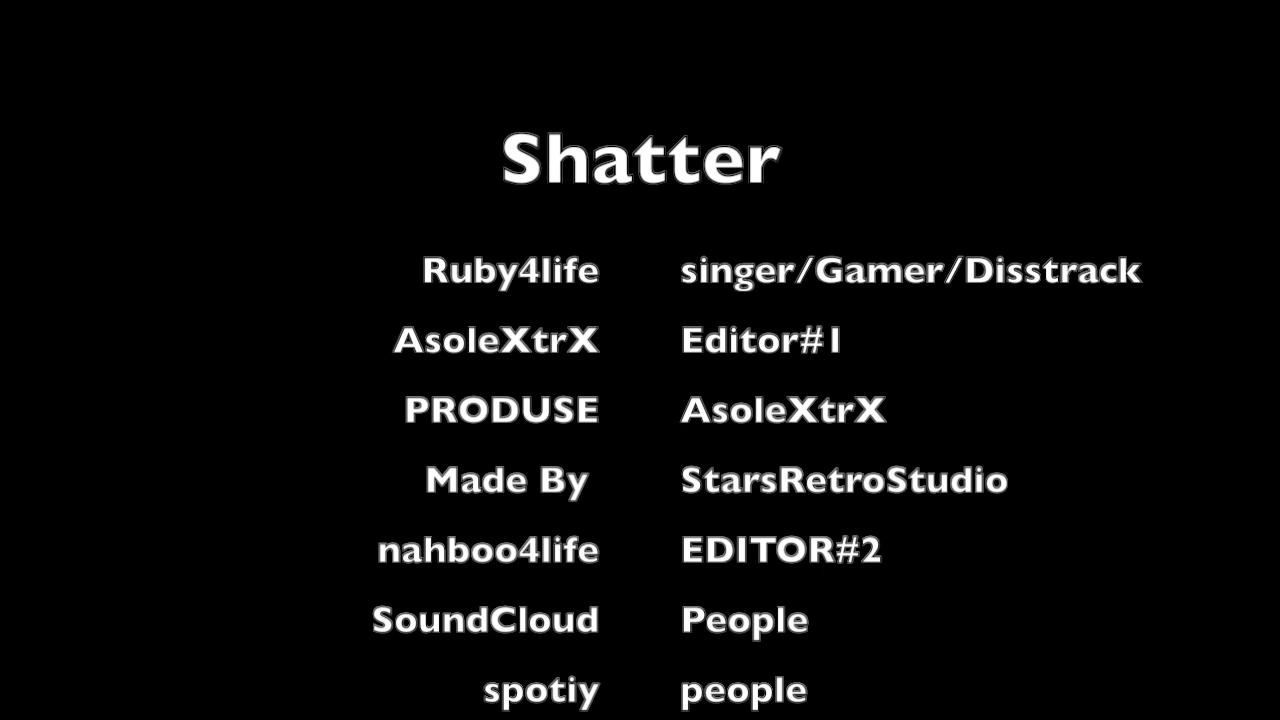 Shatter
Ruby4life singer/Gamer/Disstrack
AsoleXtrX Editor#1
PRODUSE AsoleXtrX
Made By StarsRetroStudio
nahboo4life EDITOR#2
SoundCloud People
spotiy people